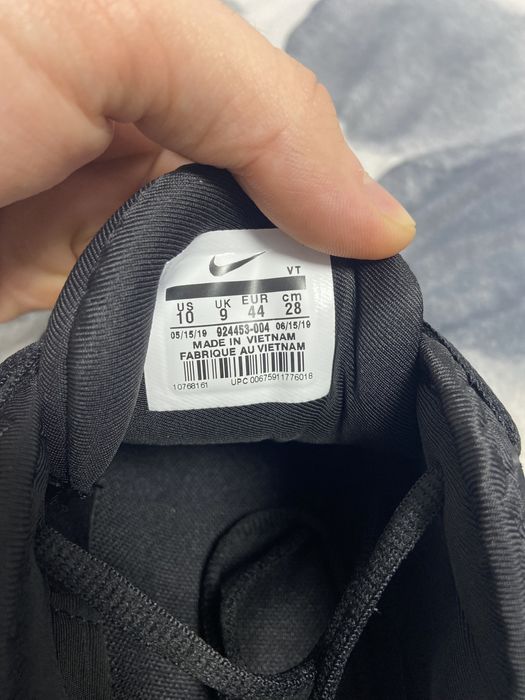 VT
US UK EUR cm
10 9 44 28
05/15/19 924453-004 06/15/19
MADE IN VIETNAM
FABRIQUE AU VIETNAM
10768161 UPC 00675911776018